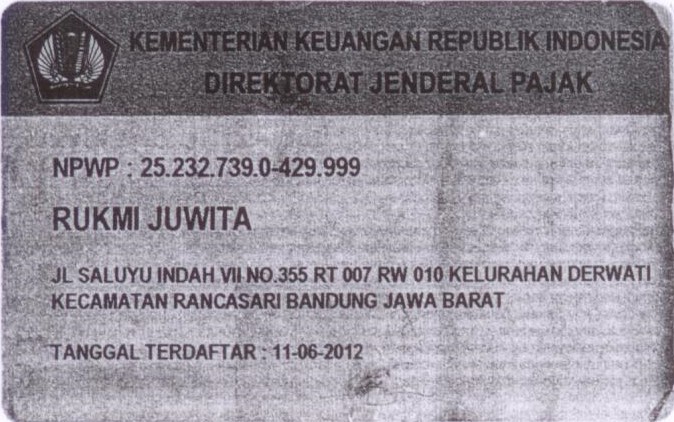 KEMENTERIAN KEUANGAN REPUBLIK INDONESIA
DIREKTORAT JENDERAL PAJAK
NPWP : 25.232.739.0-429.999
RUKMI JUWITA
JL SALUYU INDAH VII NO.355 RT 007 RW 010 KELURAHAN DERWATI
KECAMATAN RANCASARI BANDUNG JAWA BARAT
TANGGAL TERDAFTAR : 11-06-2012